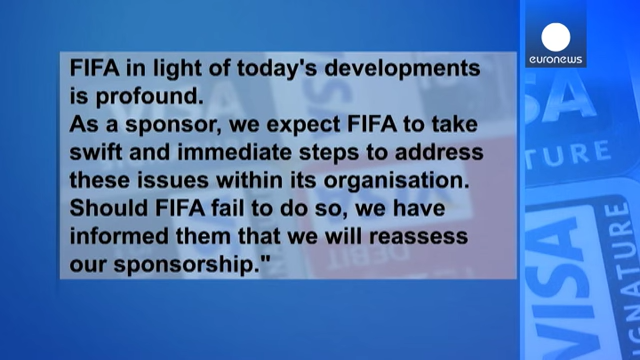 euronews
FIFA in light of today's developments
is profound.
As a sponsor, we expect FIFA to take
swift and immediate steps to address
these issues within its organisation.
Should FIFA fail to do so, we have
informed them that we will reassess
our sponsorship."
VISA
DEBIT
SA
TURE
VISA
GNATURE